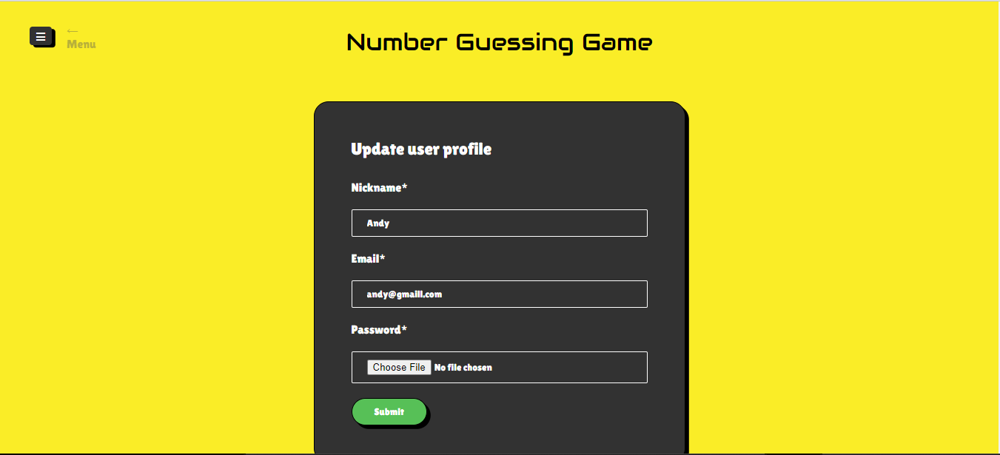 ←
Menu
Number Guessing Game
Update user profile
Nickname*
Andy
Email*
andy@gmaill.com
Password*
Choose File No file chosen
Submit